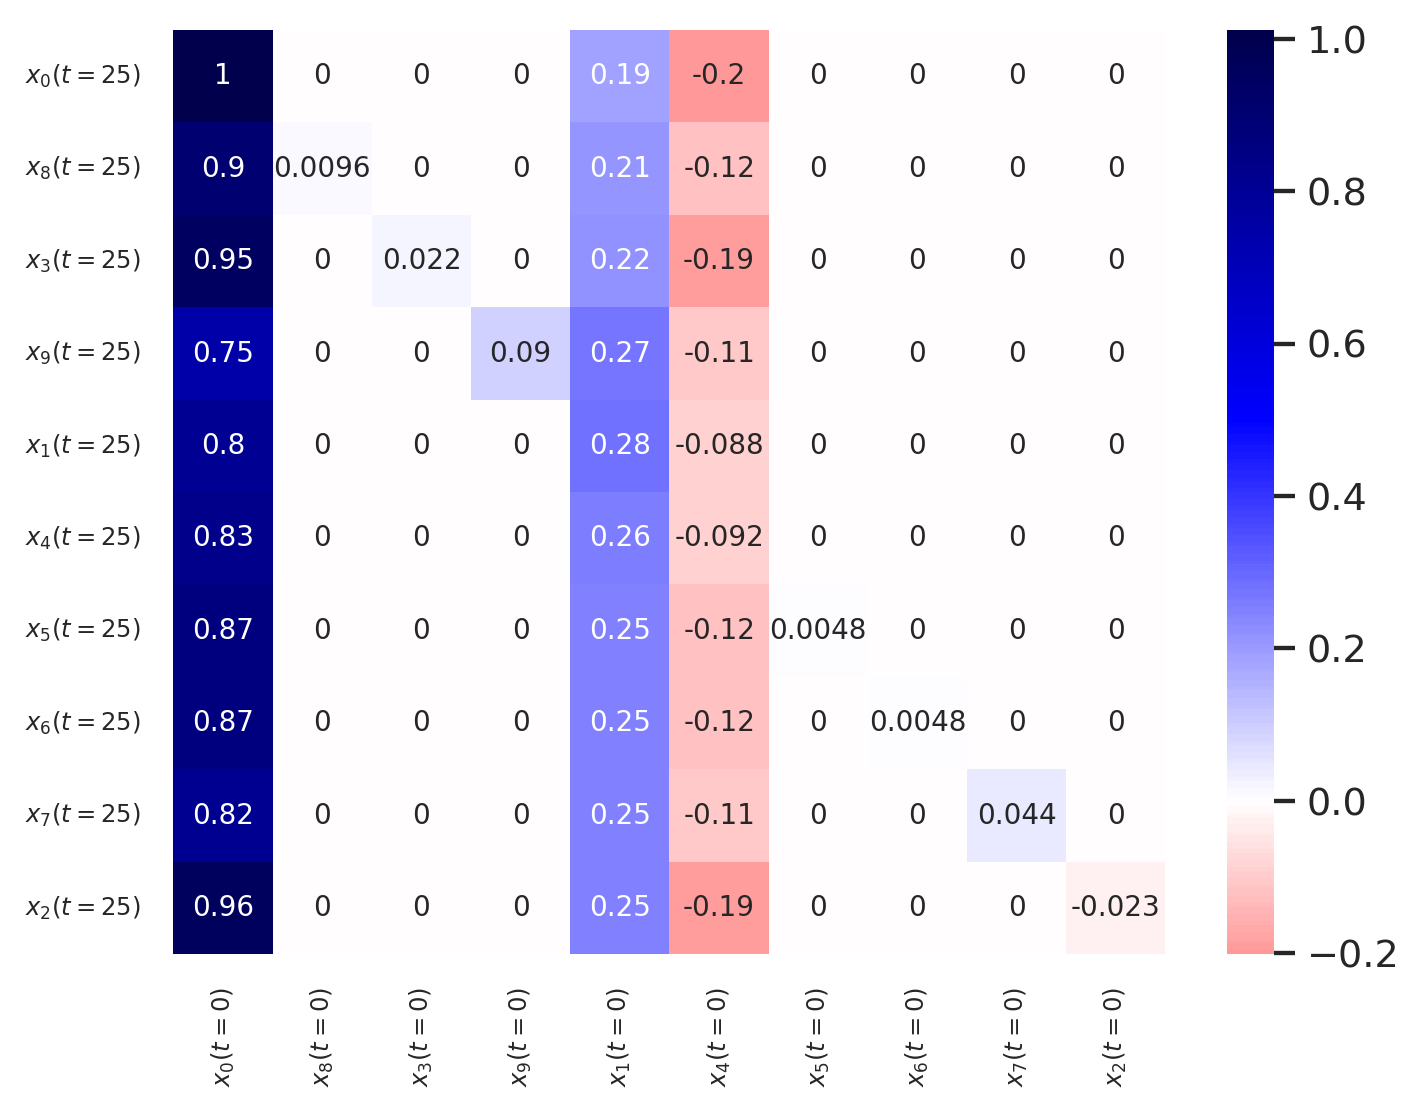 x₀(t = 25) 1 0 0 0 0.19 -0.2 0 0 0 0
x₈(t = 25) 0.9 0.0096 0 0 0.21 -0.12 0 0 0 0
x₃(t = 25) 0.95 0 0.022 0 0.22 -0.19 0 0 0 0
x₉(t = 25) 0.75 0 0 0.09 0.27 -0.11 0 0 0 0
x₁(t = 25) 0.8 0 0 0 0.28 -0.088 0 0 0 0
x₄(t = 25) 0.83 0 0 0 0.26 -0.092 0 0 0 0
x₅(t = 25) 0.87 0 0 0 0.25 -0.12 0.0048 0 0 0
x₆(t = 25) 0.87 0 0 0 0.25 -0.12 0 0.0048 0 0
x₇(t = 25) 0.82 0 0 0 0.25 -0.11 0 0 0.044 0
x₂(t = 25) 0.96 0 0 0 0.25 -0.19 0 0 0 -0.023
x₀(t = 0) x₈(t = 0) x₃(t = 0) x₉(t = 0) x₁(t = 0) x₄(t = 0) x₅(t = 0) x₆(t = 0) x₇(t = 0) x₂(t = 0)
1.0
0.8
0.6
0.4
0.2
0.0
−0.2